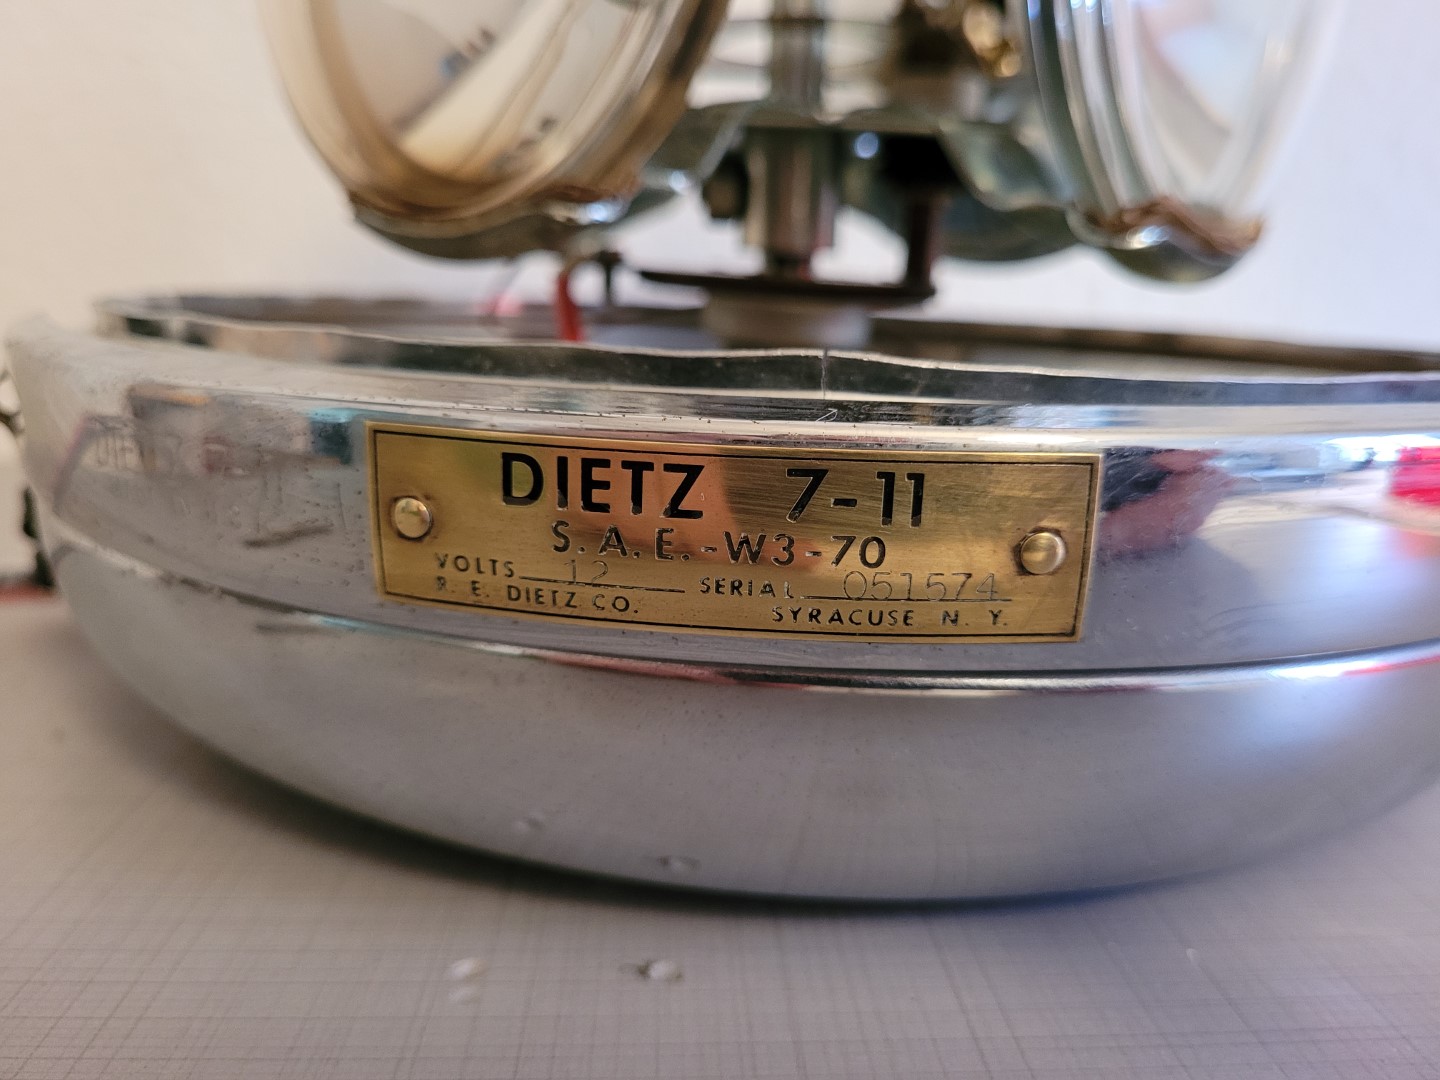 DIETZ 7-11
S.A.E.-W3-70
VOLTS 12 SERIAL 051574
R. E. DIETZ CO. SYRACUSE N. Y.